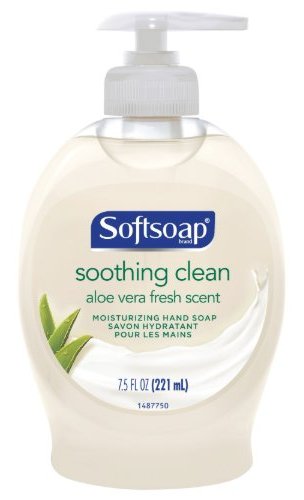 Softsoap®
brand
soothing clean
aloe vera fresh scent
MOISTURIZING HAND SOAP
SAVON HYDRATANT
POUR LES MAINS
7.5 FL OZ (221 mL)
1487750